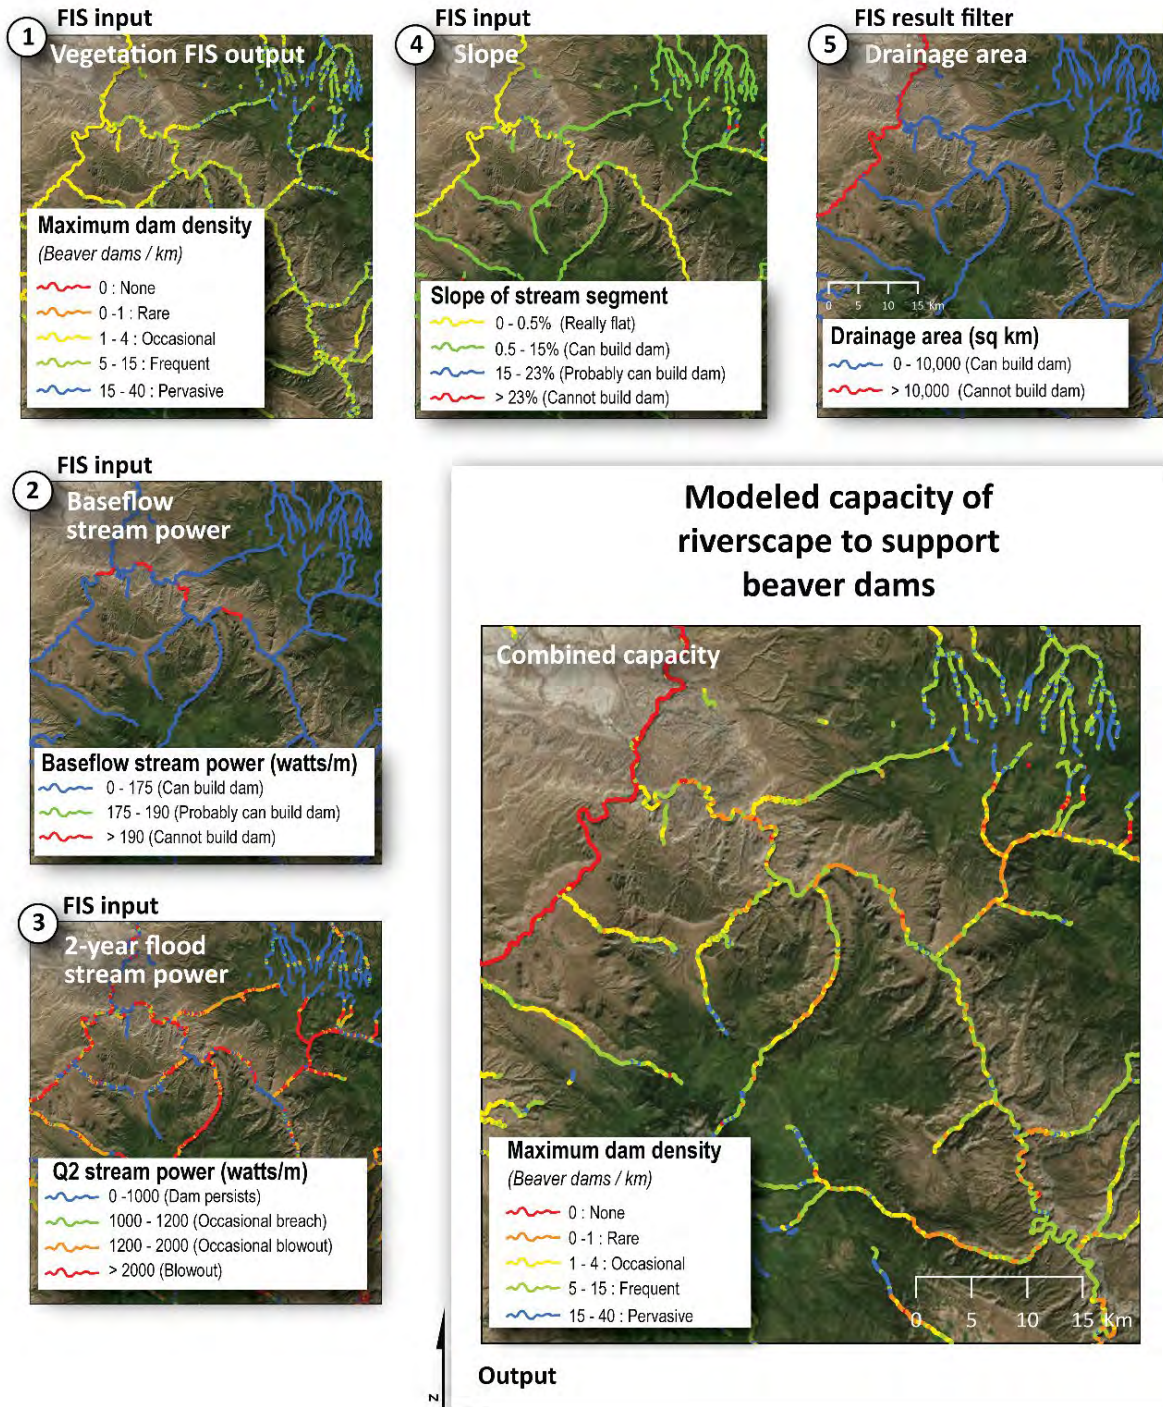 FIS input
1
Vegetation FIS output
Maximum dam density
(Beaver dams / km)
0 : None
0 -1 : Rare
1 - 4 : Occasional
5 - 15 : Frequent
15 - 40 : Pervasive
FIS input
4
Slope
Slope of stream segment
0 - 0.5% (Really flat)
0.5 - 15% (Can build dam)
15 - 23% (Probably can build dam)
> 23% (Cannot build dam)
FIS result filter
5
Drainage area
0 5 10 15 Km
Drainage area (sq km)
0 - 10,000 (Can build dam)
> 10,000 (Cannot build dam)
FIS input
2
Baseflow
stream power
Baseflow stream power (watts/m)
0 - 175 (Can build dam)
175 - 190 (Probably can build dam)
> 190 (Cannot build dam)
FIS input
3
2-year flood
stream power
Q2 stream power (watts/m)
0 -1000 (Dam persists)
1000 - 1200 (Occasional breach)
1200 - 2000 (Occasional blowout)
> 2000 (Blowout)
Modeled capacity of
riverscape to support
beaver dams
Combined capacity
Maximum dam density
(Beaver dams / km)
0 : None
0 -1 : Rare
1 - 4 : Occasional
5 - 15 : Frequent
15 - 40 : Pervasive
0 5 10 15 Km
Output
N